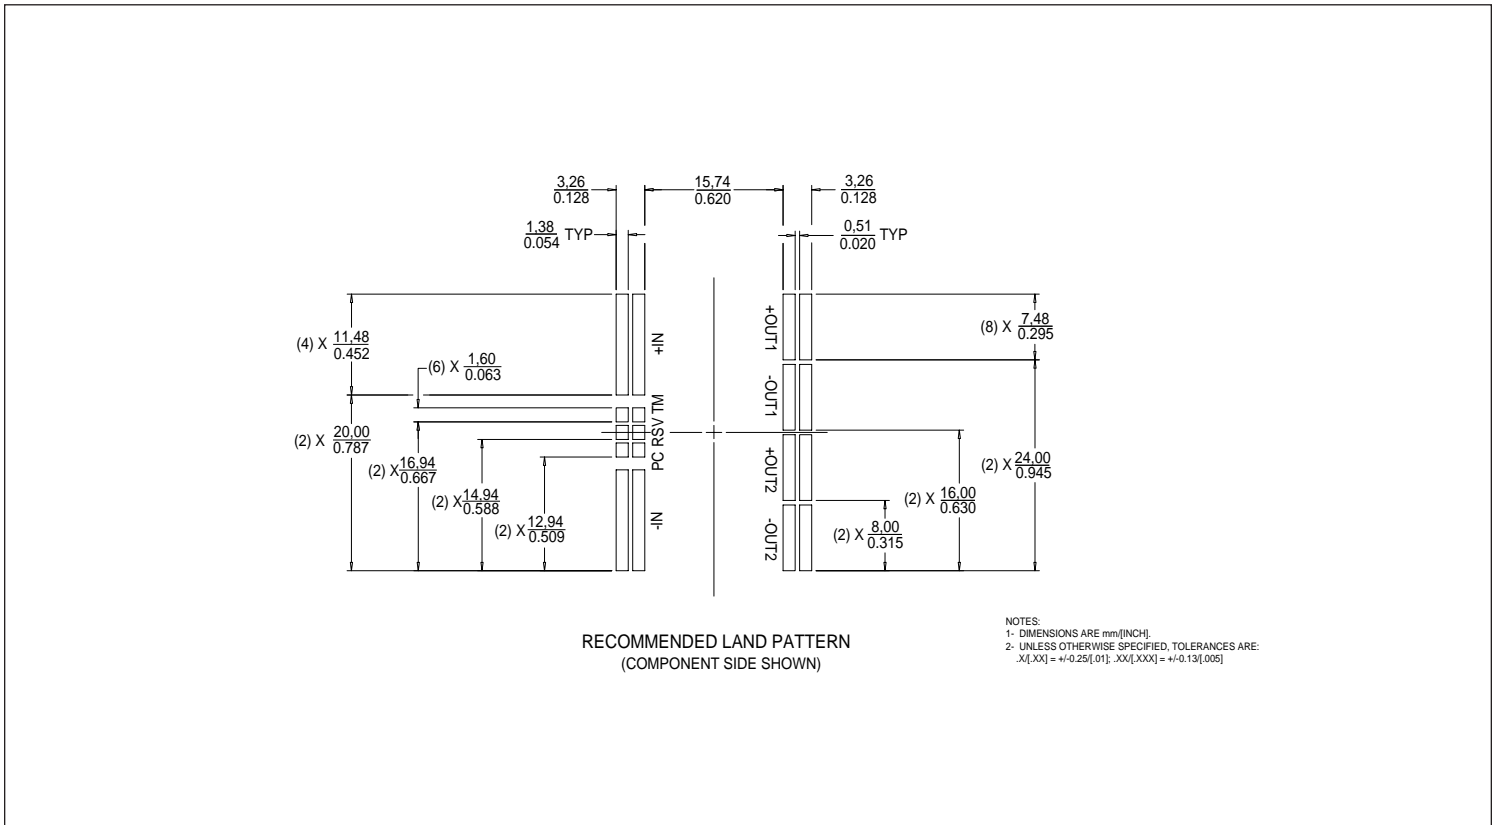 3,26
0.128
15,74
0.620
3,26
0.128
1,38
0.054 TYP
0,51
0.020 TYP
(4) X 11,48
0.452
+IN
+OUT1
(8) X 7,48
0.295
(6) X 1,60
0.063
-OUT1
PC RSV TM
(2) X 20,00
0.787
(2) X 16,94
0.667
+OUT2
(2) X 24,00
0.945
(2) X 14,94
0.588
(2) X 16,00
0.630
(2) X 12,94
0.509
-IN
-OUT2
(2) X 8,00
0.315
RECOMMENDED LAND PATTERN
(COMPONENT SIDE SHOWN)
NOTES:
1- DIMENSIONS ARE mm/[INCH].
2- UNLESS OTHERWISE SPECIFIED, TOLERANCES ARE:
.X/[.XX] = +/-0.25/[.01]; .XX/[.XXX] = +/-0.13/[.005]